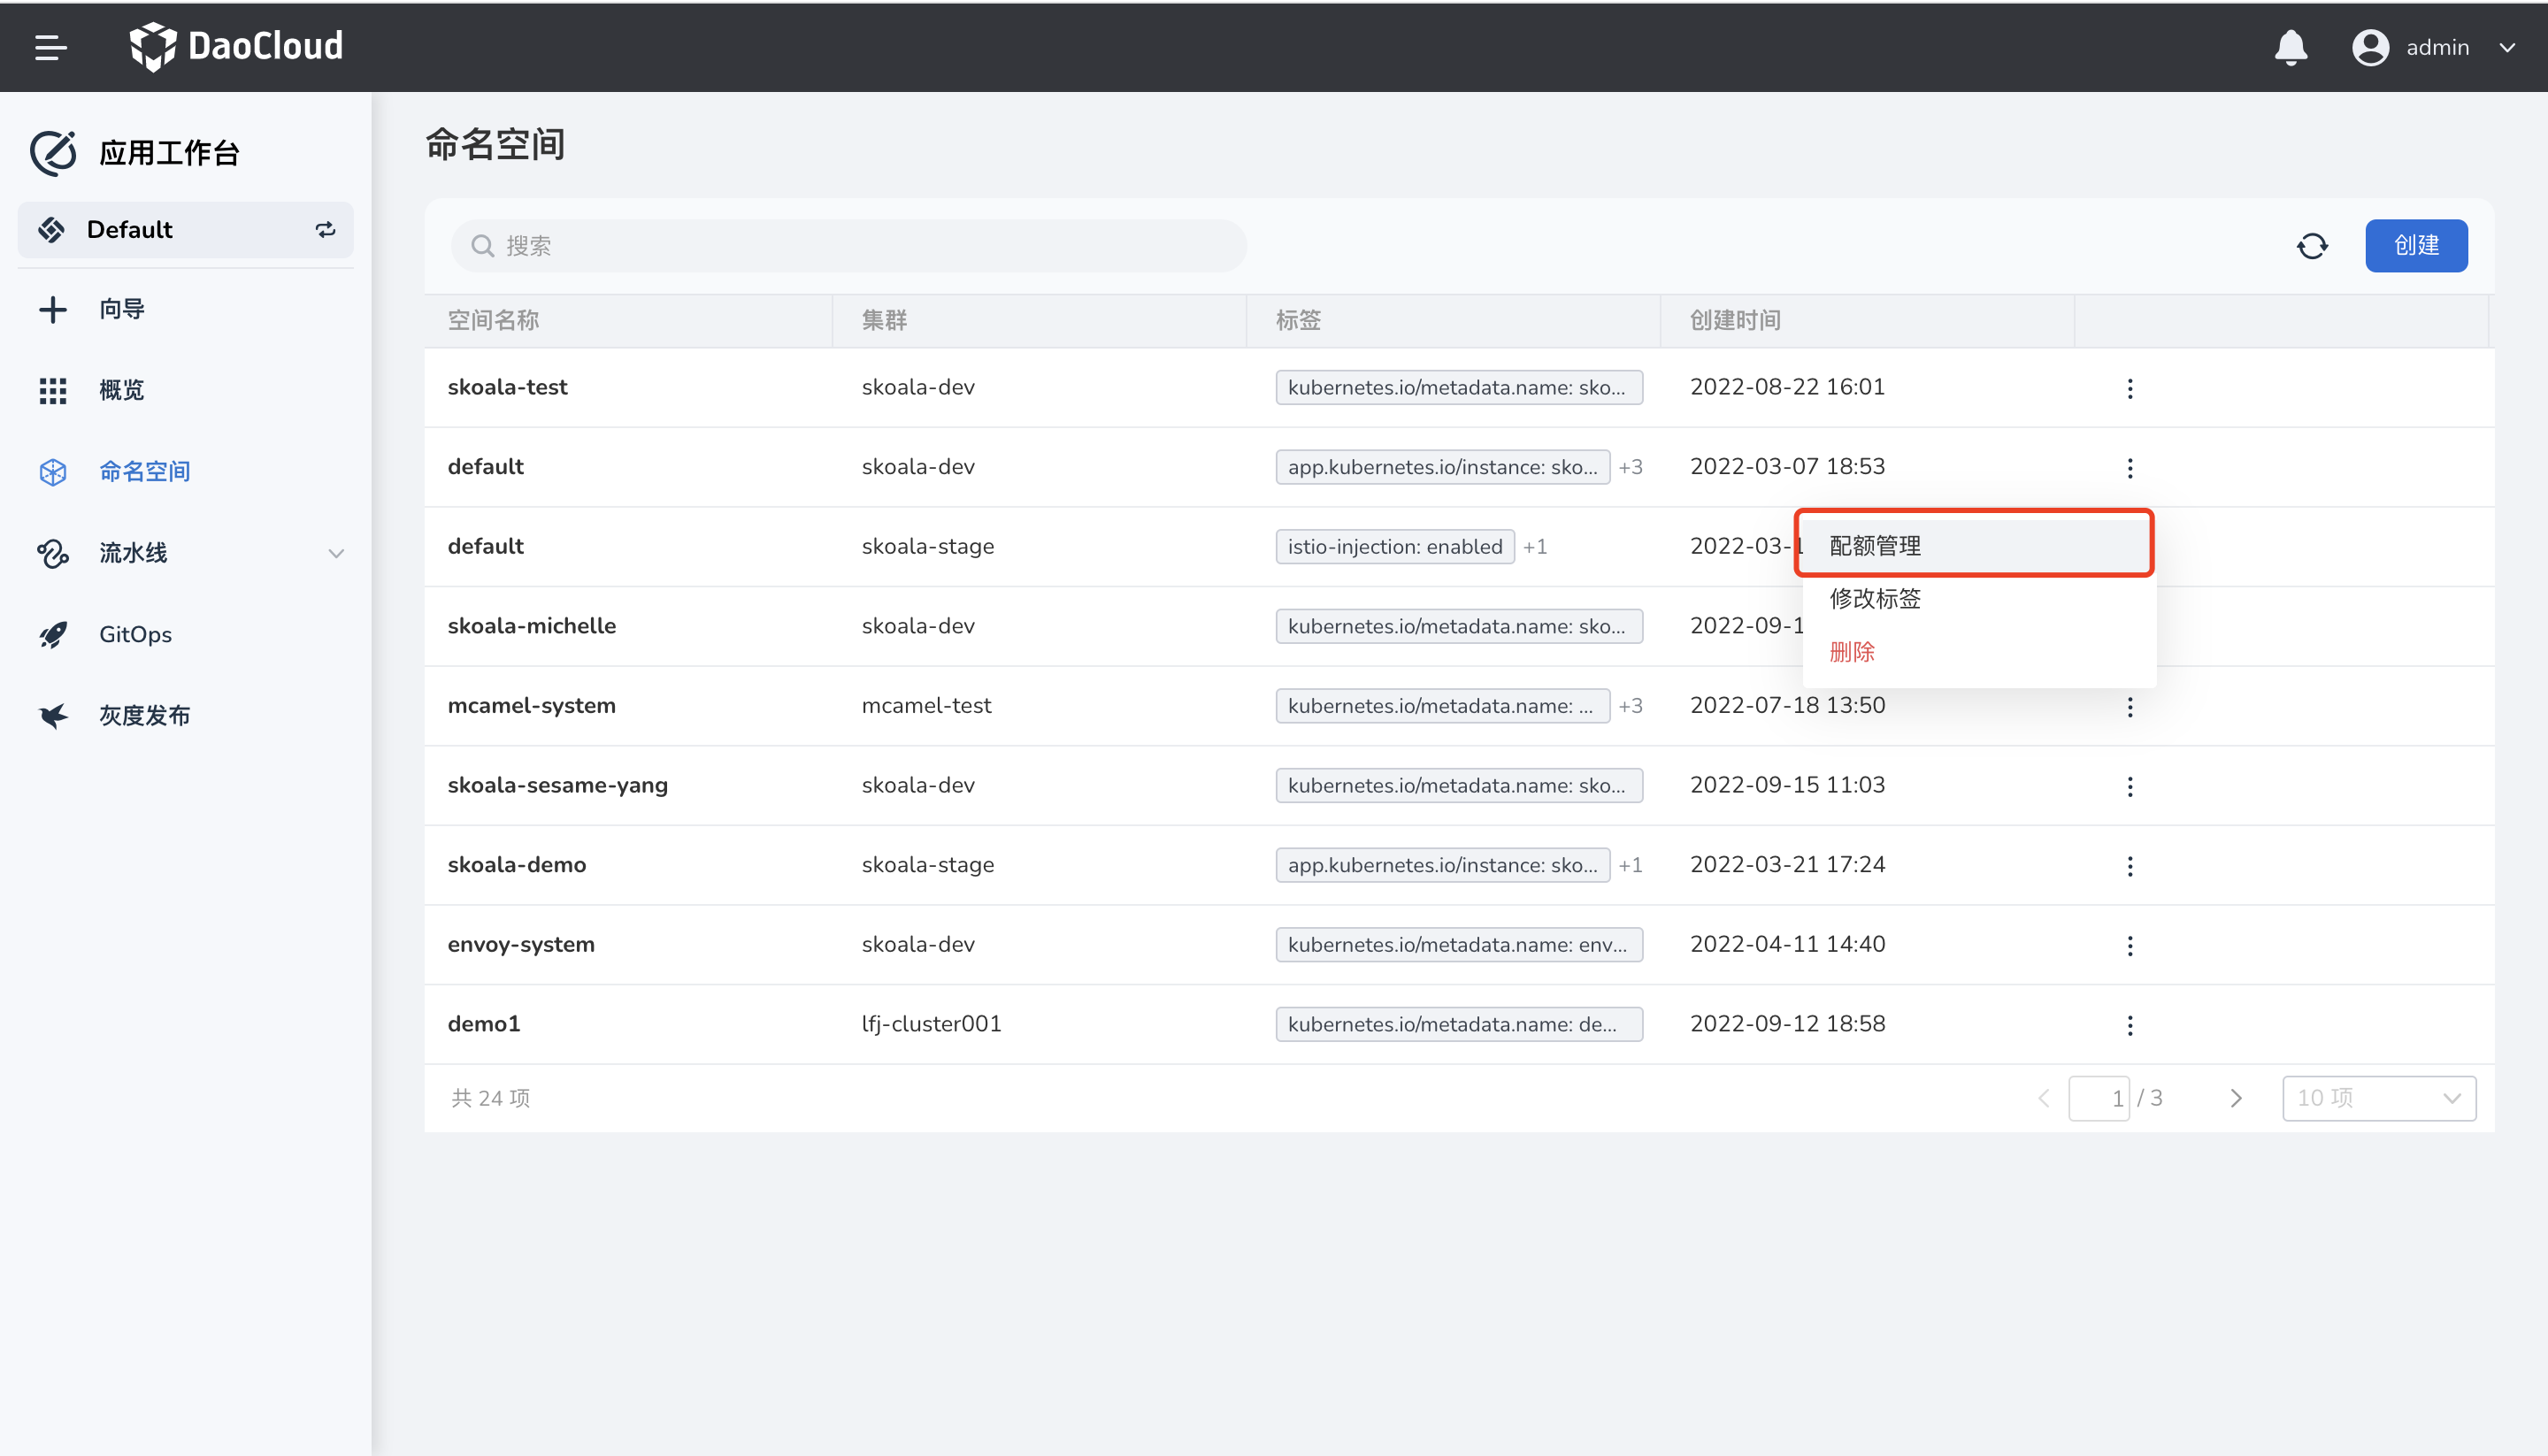 DaoCloud
admin
应用工作台
Default
向导
概览
命名空间
流水线
GitOps
灰度发布
命名空间
搜索
创建
空间名称 集群 标签 创建时间
skoala-test skoala-dev kubernetes.io/metadata.name: sko... 2022-08-22 16:01
default skoala-dev app.kubernetes.io/instance: sko... +3 2022-03-07 18:53
default skoala-stage istio-injection: enabled +1 2022-03-1
配额管理
修改标签
删除
skoala-michelle skoala-dev kubernetes.io/metadata.name: sko... 2022-09-1
mcamel-system mcamel-test kubernetes.io/metadata.name: ... +3 2022-07-18 13:50
skoala-sesame-yang skoala-dev kubernetes.io/metadata.name: sko... 2022-09-15 11:03
skoala-demo skoala-stage app.kubernetes.io/instance: sko... +1 2022-03-21 17:24
envoy-system skoala-dev kubernetes.io/metadata.name: env... 2022-04-11 14:40
demo1 lfj-cluster001 kubernetes.io/metadata.name: de... 2022-09-12 18:58
共 24 项 1 / 3 10 项